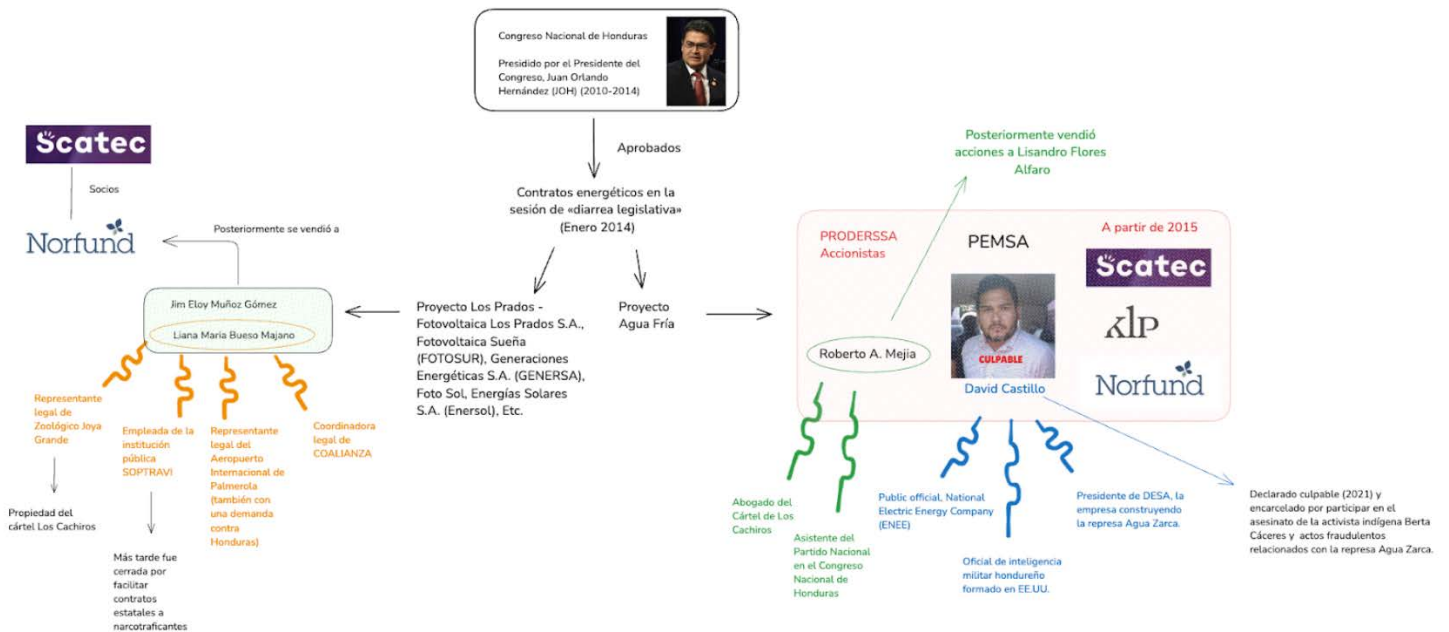 Congreso Nacional de Honduras
Presidido por el Presidente del
Congreso, Juan Orlando
Hernández (JOH) (2010-2014)
Aprobados
Contratos energéticos en la
sesión de «diarrea legislativa»
(Enero 2014)
Scatec
Socios
Norfund
Posteriormente se vendió a
Jim Eloy Muñoz Gómez
Liana María Bueso Majano
Representante
legal de
Zoológico Joya
Grande
Propiedad del
cártel Los Cachiros
Empleada de la
institución
pública
SOPTRAVI
Más tarde fue
cerrada por
facilitar
contratos
estatales a
narcotraficantes
Representante
legal del
Aeropuerto
Internacional de
Palmerola
(también con
una demanda
contra
Honduras)
Coordinadora
legal de
COALIANZA
Proyecto Los Prados -
Fotovoltaica Los Prados S.A.,
Fotovoltaica Sueña
(FOTOSUR), Generaciones
Energéticas S.A. (GENERSA),
Foto Sol, Energías Solares
S.A. (Enersol), Etc.
Proyecto
Agua Fría
Posteriormente vendió
acciones a Lisandro Flores
Alfaro
PRODERSSA
Accionistas
PEMSA
A partir de 2015
Scatec
klp
Norfund
Roberto A. Mejia
CULPABLE
David Castillo
Abogado del
Cártel de Los
Cachiros
Asistente del
Partido Nacional
en el Congreso
Nacional de
Honduras
Public official, National
Electric Energy Company
(ENEE)
Oficial de inteligencia
militar hondureño
formado en EE.UU.
Presidente de DESA, la
empresa construyendo
la represa Agua Zarca.
Declarado culpable (2021) y
encarcelado por participar en el
asesinato de la activista indígena Berta
Cáceres y actos fraudulentos
relacionados con la represa Agua Zarca.